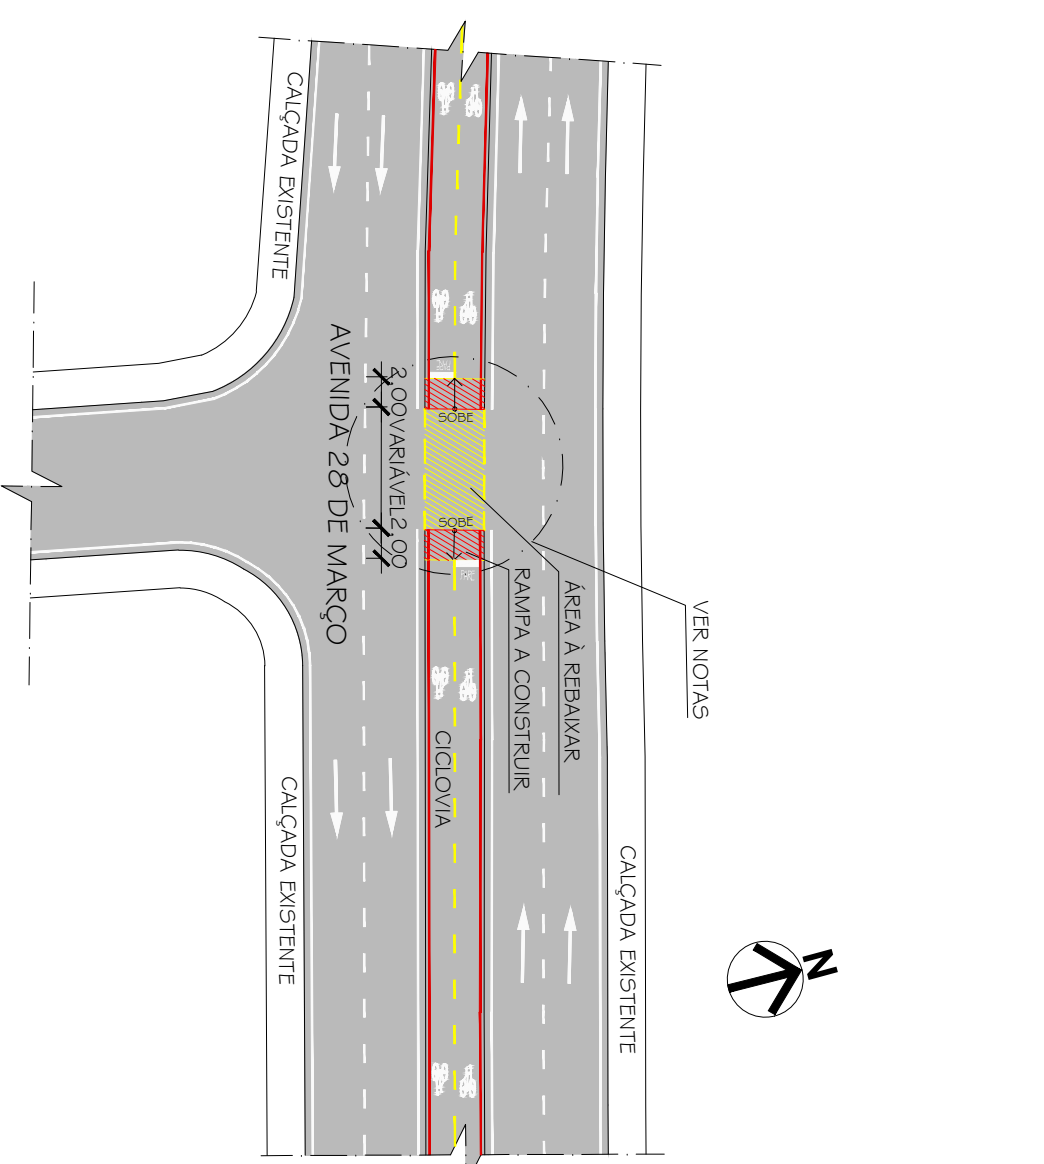 CALÇADA EXISTENTE
AVENIDA 28 DE MARÇO
2,00
VARIÁVEL
2,00
SOBE
SOBE
ÁREA À REBAIXAR
RAMPA A CONSTRUIR
VER NOTAS
CICLOVIA
CALÇADA EXISTENTE
CALÇADA EXISTENTE
N